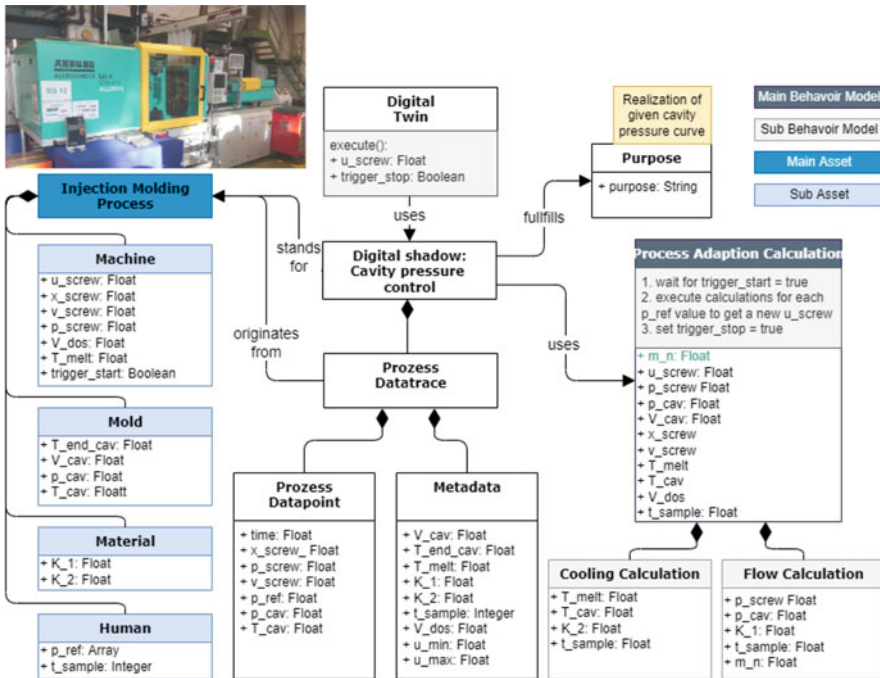 ARBURG
Digital
Twin
execute():
+ u_screw: Float
+ trigger_stop: Boolean
Realization of
given cavity
pressure curve
Purpose
+ purpose: String
Main Behavoir Model
Sub Behavoir Model
Main Asset
Sub Asset
Injection Molding
Process
uses
fullfills
stands
for
Digital shadow:
Cavity pressure
control
originates
from
uses
Prozess
Datatrace
Machine
+ u_screw: Float
+ x_screw: Float
+ v_screw: Float
+ p_screw: Float
+ V_dos: Float
+ T_melt: Float
+ trigger_start: Boolean
Mold
+ T_end_cav: Float
+ V_cav: Float
+ p_cav: Float
+ T_cav: Floatt
Material
+ K_1: Float
+ K_2: Float
Human
+ p_ref: Array
+ t_sample: Integer
Prozess
Datapoint
+ time: Float
+ x_screw_ Float
+ p_screw: Float
+ v_screw: Float
+ p_ref: Float
+ p_cav: Float
+ T_cav: Float
Metadata
+ V_cav: Float
+ T_end_cav: Float
+ T_melt: Float
+ K_1: Float
+ K_2: Float
+ t_sample: Integer
+ V_dos: Float
+ u_min: Float
+ u_max: Float
Process Adaption Calculation
1. wait for trigger_start = true
2. execute calculations for each
p_ref value to get a new u_screw
3. set trigger_stop = true
+ m_n: Float
+ u_screw: Float
+ p_screw Float
+ p_cav: Float
+ V_cav: Float
+ x_screw
+ v_screw
+ T_melt
+ T_cav
+ V_dos
+ t_sample: Float
Cooling Calculation
+ T_melt: Float
+ T_cav: Float
+ K_2: Float
+ t_sample: Float
Flow Calculation
+ p_screw Float
+ p_cav: Float
+ K_1: Float
+ t_sample: Float
+ m_n: Float